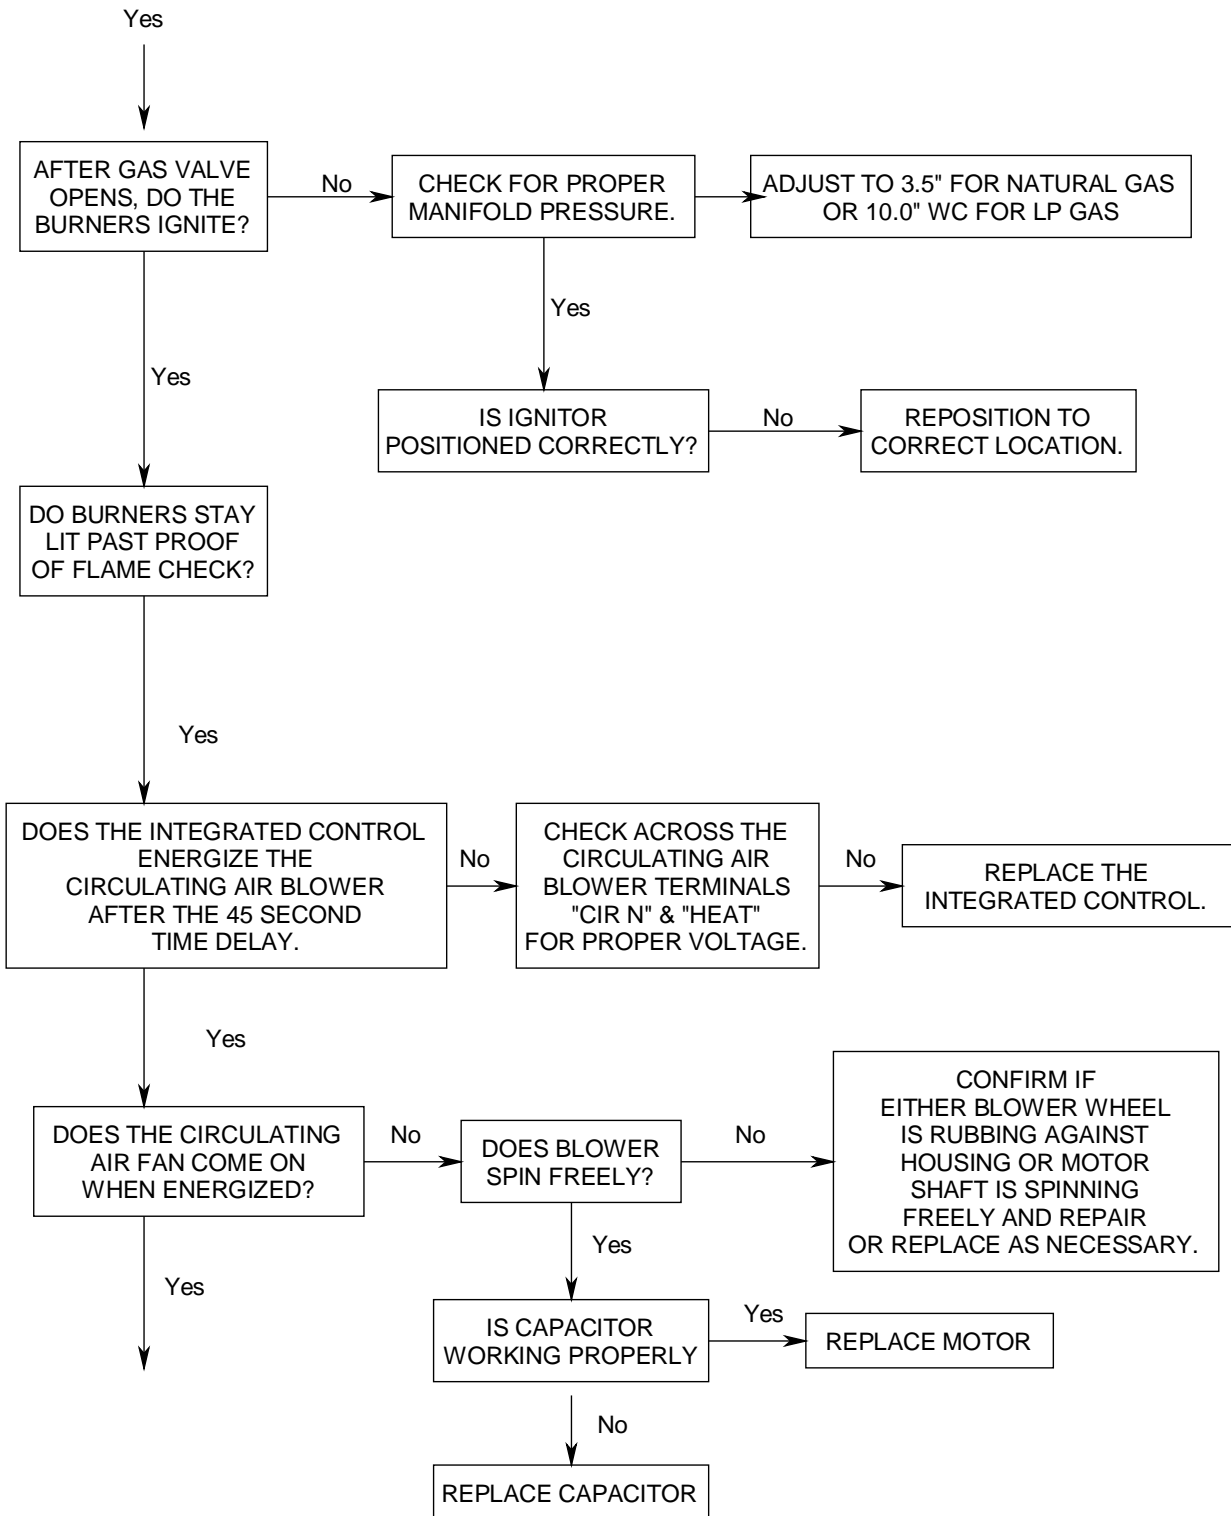 Yes
AFTER GAS VALVE
OPENS, DO THE
BURNERS IGNITE?
No
CHECK FOR PROPER
MANIFOLD PRESSURE.
ADJUST TO 3.5" FOR NATURAL GAS
OR 10.0" WC FOR LP GAS
Yes
Yes
IS IGNITOR
POSITIONED CORRECTLY?
No
REPOSITION TO
CORRECT LOCATION.
DO BURNERS STAY
LIT PAST PROOF
OF FLAME CHECK?
Yes
DOES THE INTEGRATED CONTROL
ENERGIZE THE
CIRCULATING AIR BLOWER
AFTER THE 45 SECOND
TIME DELAY.
No
CHECK ACROSS THE
CIRCULATING AIR
BLOWER TERMINALS
"CIR N" & "HEAT"
FOR PROPER VOLTAGE.
No
REPLACE THE
INTEGRATED CONTROL.
Yes
DOES THE CIRCULATING
AIR FAN COME ON
WHEN ENERGIZED?
No
DOES BLOWER
SPIN FREELY?
No
CONFIRM IF
EITHER BLOWER WHEEL
IS RUBBING AGAINST
HOUSING OR MOTOR
SHAFT IS SPINNING
FREELY AND REPAIR
OR REPLACE AS NECESSARY.
Yes
Yes
IS CAPACITOR
WORKING PROPERLY
Yes
REPLACE MOTOR
No
REPLACE CAPACITOR